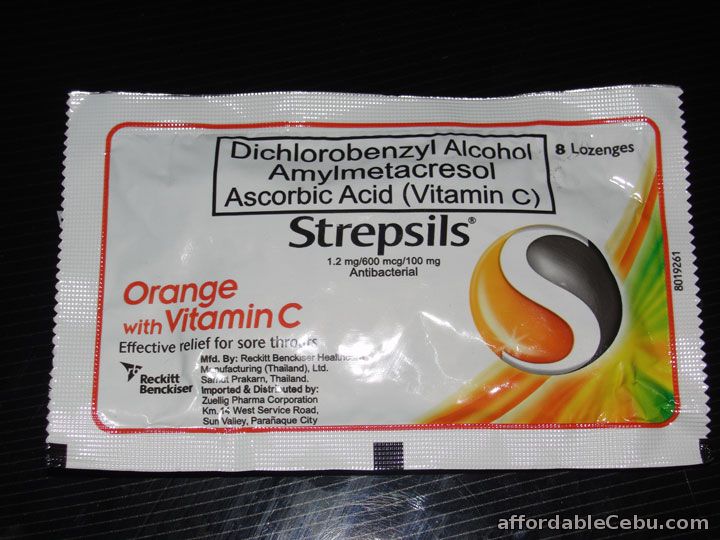 Dichlorobenzyl Alcohol
Amylmetacresol
Ascorbic Acid (Vitamin C)
8 Lozenges
Strepsils®
1.2 mg/600 mcg/100 mg
Antibacterial
Orange
with Vitamin C
Effective relief for sore throats
Reckitt
Benckiser
Mfd. By: Reckitt Benckiser Healthcare
Manufacturing (Thailand), Ltd.
Samut Prakarn, Thailand.
Imported & Distributed by:
Zuellig Pharma Corporation
Km. 14 West Service Road,
Sun Valley, Parañaque City
8019261
affordableCebu.com